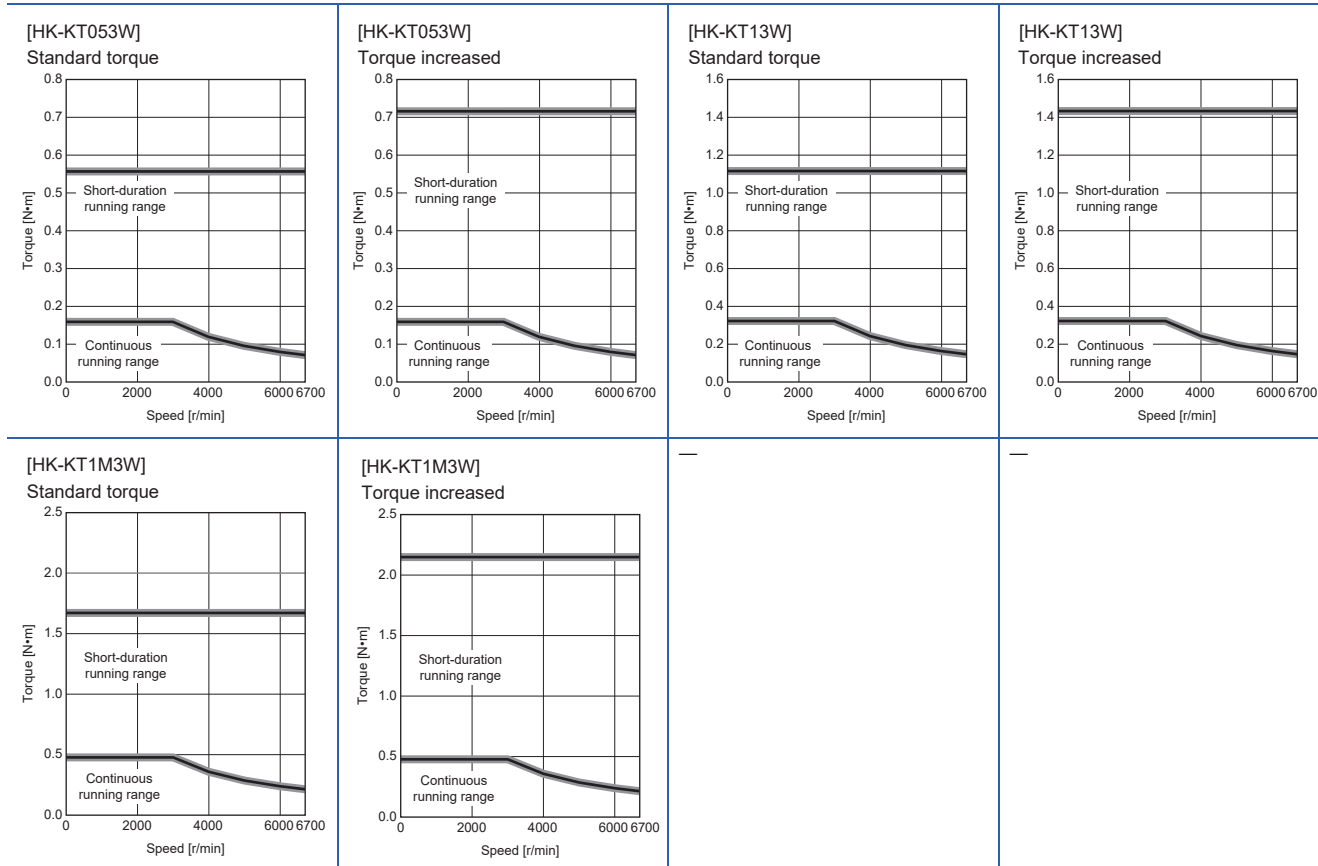 [HK-KT053W]
Standard torque
0.8
0.7
0.6
0.5
0.4
0.3
0.2
0.1
0.0
Torque [N•m]
Short-duration
running range
Continuous
running range
0 2000 4000 6000 6700
Speed [r/min]
[HK-KT053W]
Torque increased
0.8
0.7
0.6
0.5
0.4
0.3
0.2
0.1
0.0
Torque [N•m]
Short-duration
running range
Continuous
running range
0 2000 4000 6000 6700
Speed [r/min]
[HK-KT13W]
Standard torque
1.6
1.4
1.2
1.0
0.8
0.6
0.4
0.2
0.0
Torque [N•m]
Short-duration
running range
Continuous
running range
0 2000 4000 6000 6700
Speed [r/min]
[HK-KT13W]
Torque increased
1.6
1.4
1.2
1.0
0.8
0.6
0.4
0.2
0.0
Torque [N•m]
Short-duration
running range
Continuous
running range
0 2000 4000 6000 6700
Speed [r/min]
[HK-KT1M3W]
Standard torque
2.5
2.0
1.5
1.0
0.5
0.0
Torque [N•m]
Short-duration
running range
Continuous
running range
0 2000 4000 6000 6700
Speed [r/min]
[HK-KT1M3W]
Torque increased
2.5
2.0
1.5
1.0
0.5
0.0
Torque [N•m]
Short-duration
running range
Continuous
running range
0 2000 4000 6000 6700
Speed [r/min]
—
—